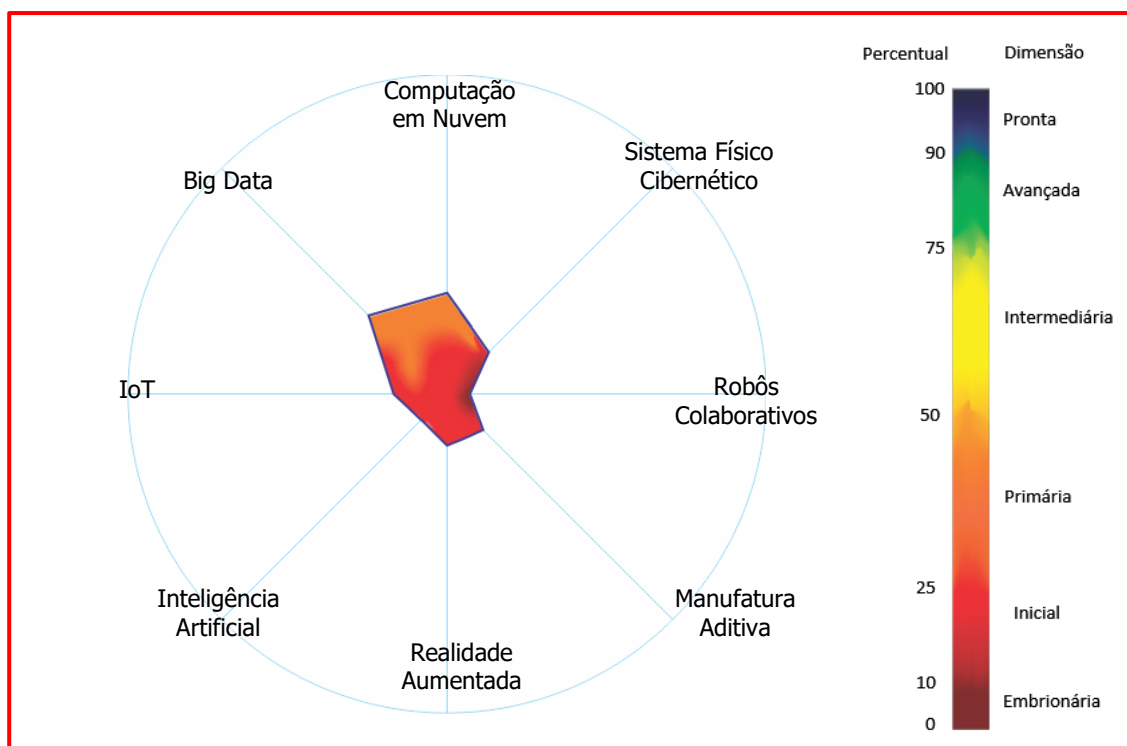 Computação
em Nuvem
Sistema Físico
Cibernético
Big Data
IoT
Robôs
Colaborativos
Inteligência
Artificial
Realidade
Aumentada
Manufatura
Aditiva
Percentual
Dimensão
100
Pronta
90
Avançada
75
Intermediária
50
Primária
25
Inicial
10
Embrionária
0